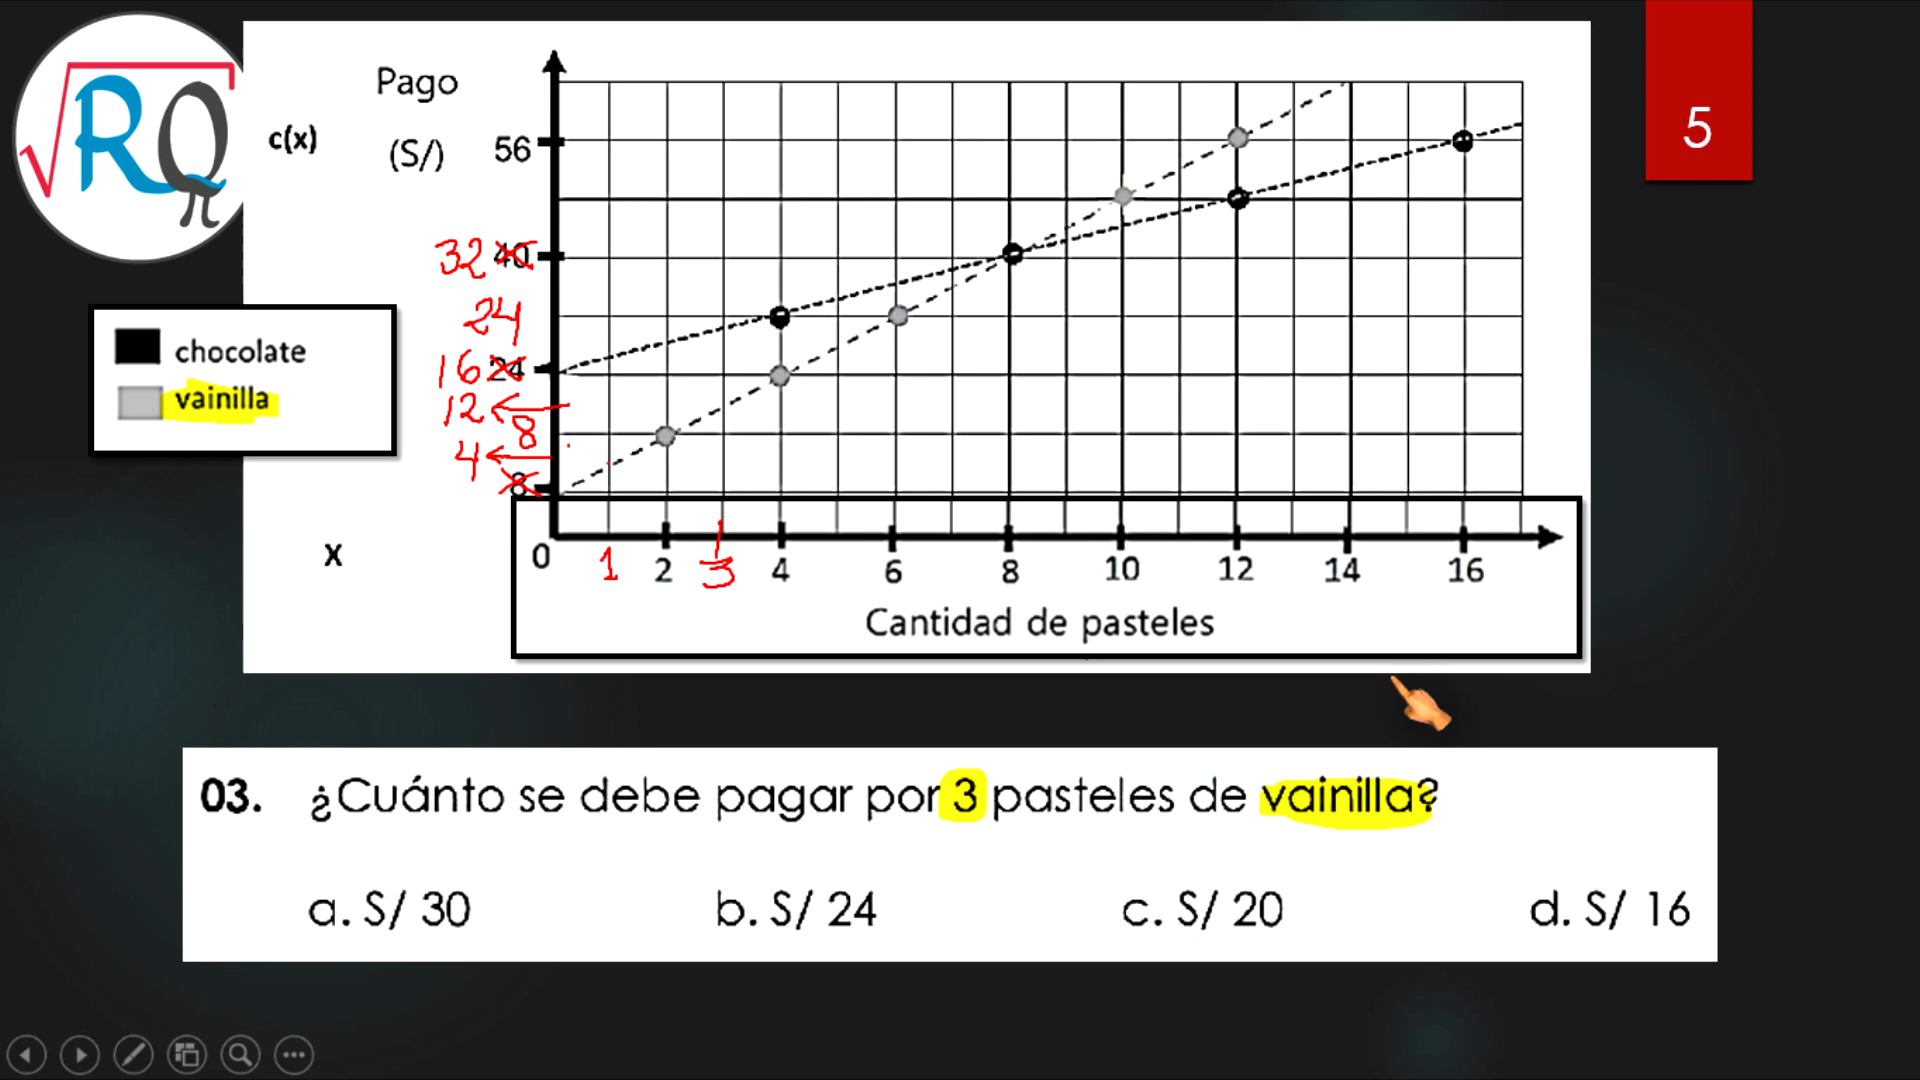 RQ
π
Pago
c(x)
(S/)
56
32 40
24
16 24
12
8
4
8
chocolate
vainilla
5
x
0 1 2 3 4 6 8 10 12 14 16
Cantidad de pasteles
03. ¿Cuánto se debe pagar por 3 pasteles de vainilla?
a. S/ 30 b. S/ 24 c. S/ 20 d. S/ 16